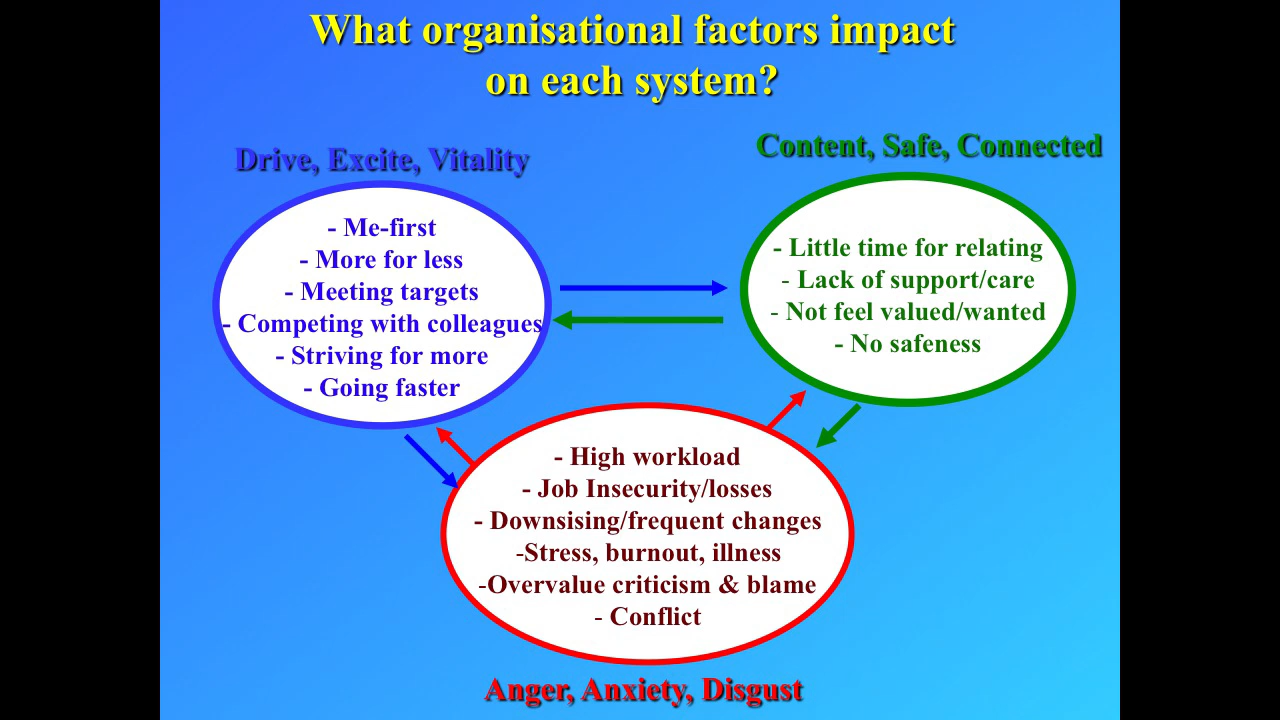 What organisational factors impact
on each system?
Drive, Excite, Vitality
- Me-first
- More for less
- Meeting targets
- Competing with colleagues
- Striving for more
- Going faster
Content, Safe, Connected
- Little time for relating
- Lack of support/care
- Not feel valued/wanted
- No safeness
- High workload
- Job Insecurity/losses
- Downsising/frequent changes
-Stress, burnout, illness
-Overvalue criticism & blame
- Conflict
Anger, Anxiety, Disgust